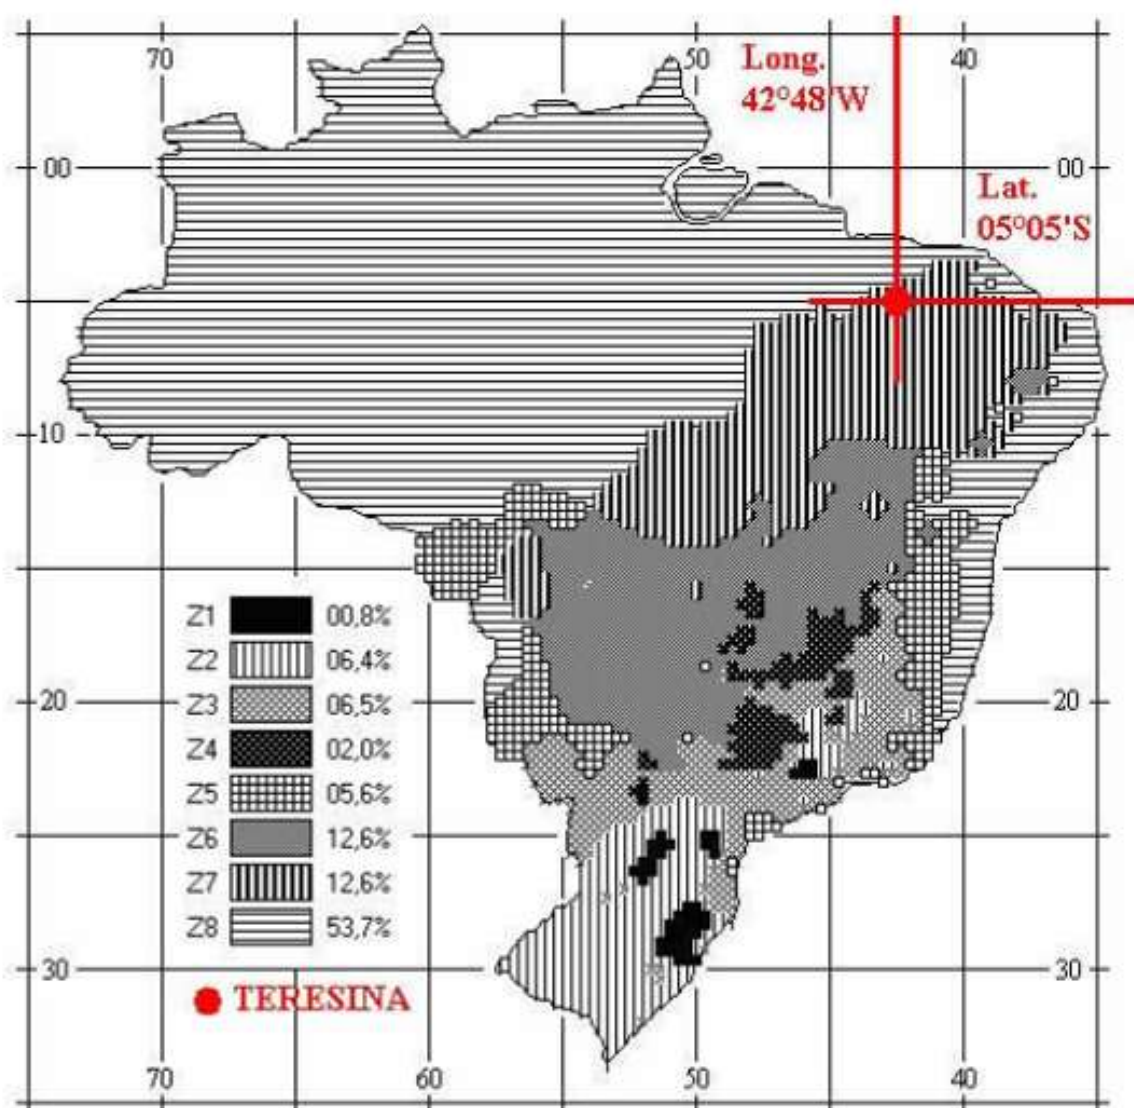 70
50
40
Long.
42°48'W
00
00
Lat.
05°05'S
10
10
Z1 00,8%
Z2 06,4%
Z3 06,5%
Z4 02,0%
Z5 05,6%
Z6 12,6%
Z7 12,6%
Z8 53,7%
20
20
30
30
TERESINA
70
60
50
40